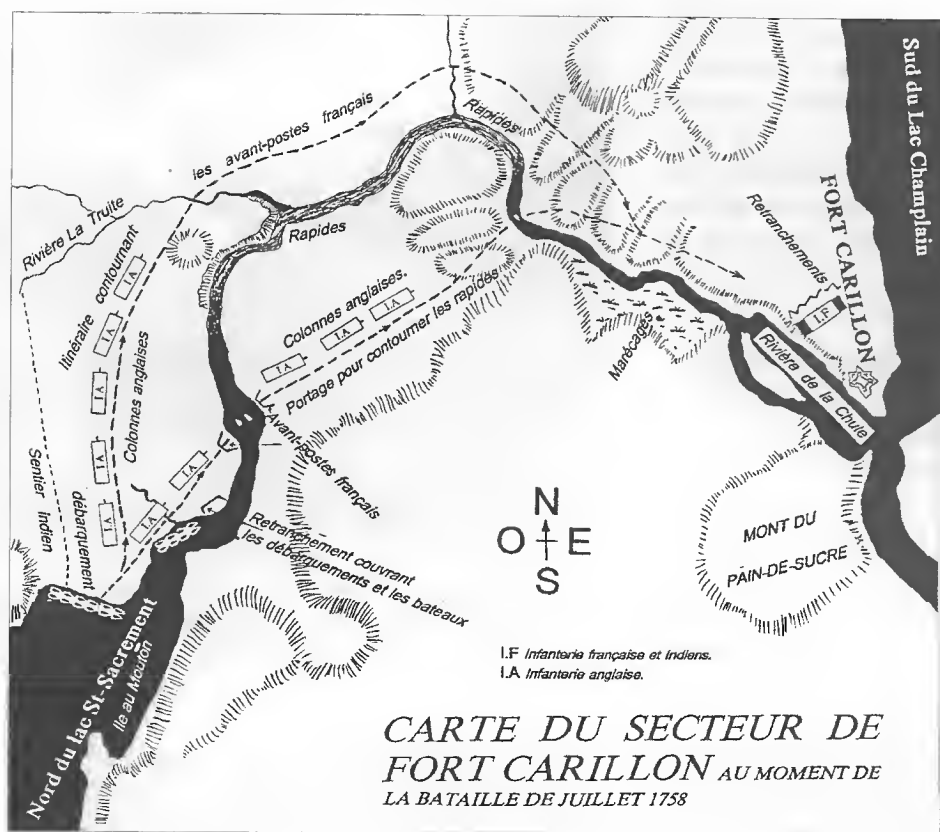 Sud du Lac Champlain
les avant-postes français
Rapides
Rivière La Truite
Rapides
Retranchements
FORT CARILLON
I.F
Itinéraire contournant
I.A
I.A
I.A
I.A
I.A
Colonnes anglaises
Colonnes anglaises.
I.A
I.A
I.A
Portage pour contourner les rapides
Marécages
Rivière de la Chute
Avant-postes français
I.A
I.A
Sentier Indien
débarquement
Retranchement couvrant
les débarquements et les bateaux
N
O E
S
MONT DU
PAIN-DE-SUCRE
Nord du lac St-Sacrement
Ile au Mouton
I.F Infanterie française et Indiens.
I.A Infanterie anglaise.
CARTE DU SECTEUR DE
FORT CARILLON AU MOMENT DE
LA BATAILLE DE JUILLET 1758